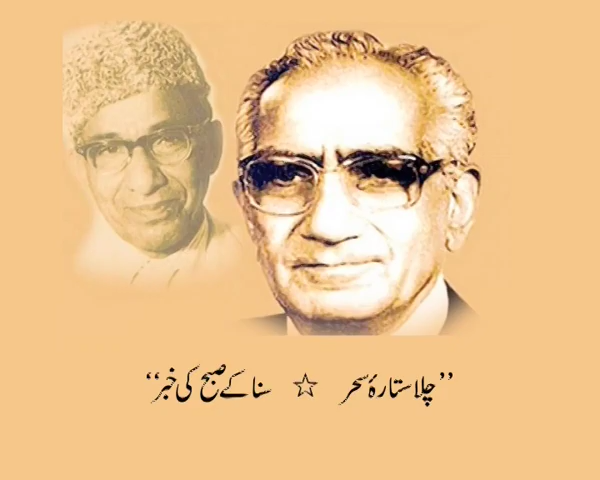 ”چلا ستارۂ سحر ☆ سنا کے صبح کی خبر“